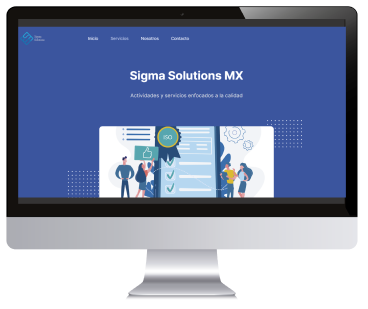 Sigma
Solutions
Inicio Servicios Nosotros Contacto
Sigma Solutions MX
Actividades y servicios enfocados a la calidad
ISO